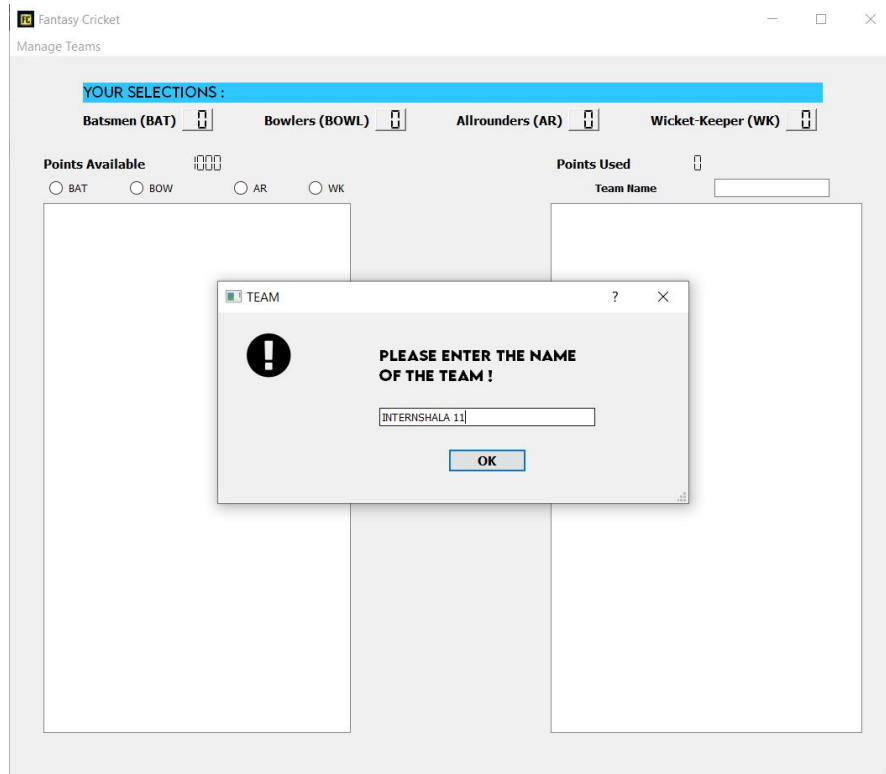 FC Fantasy Cricket
Manage Teams
YOUR SELECTIONS :
Batsmen (BAT) 0 Bowlers (BOWL) 0 Allrounders (AR) 0 Wicket-Keeper (WK) 0
Points Available 1000 Points Used 0
BAT BOW AR WK Team Name
TEAM ?
PLEASE ENTER THE NAME
OF THE TEAM !
INTERNSHALA 11
OK